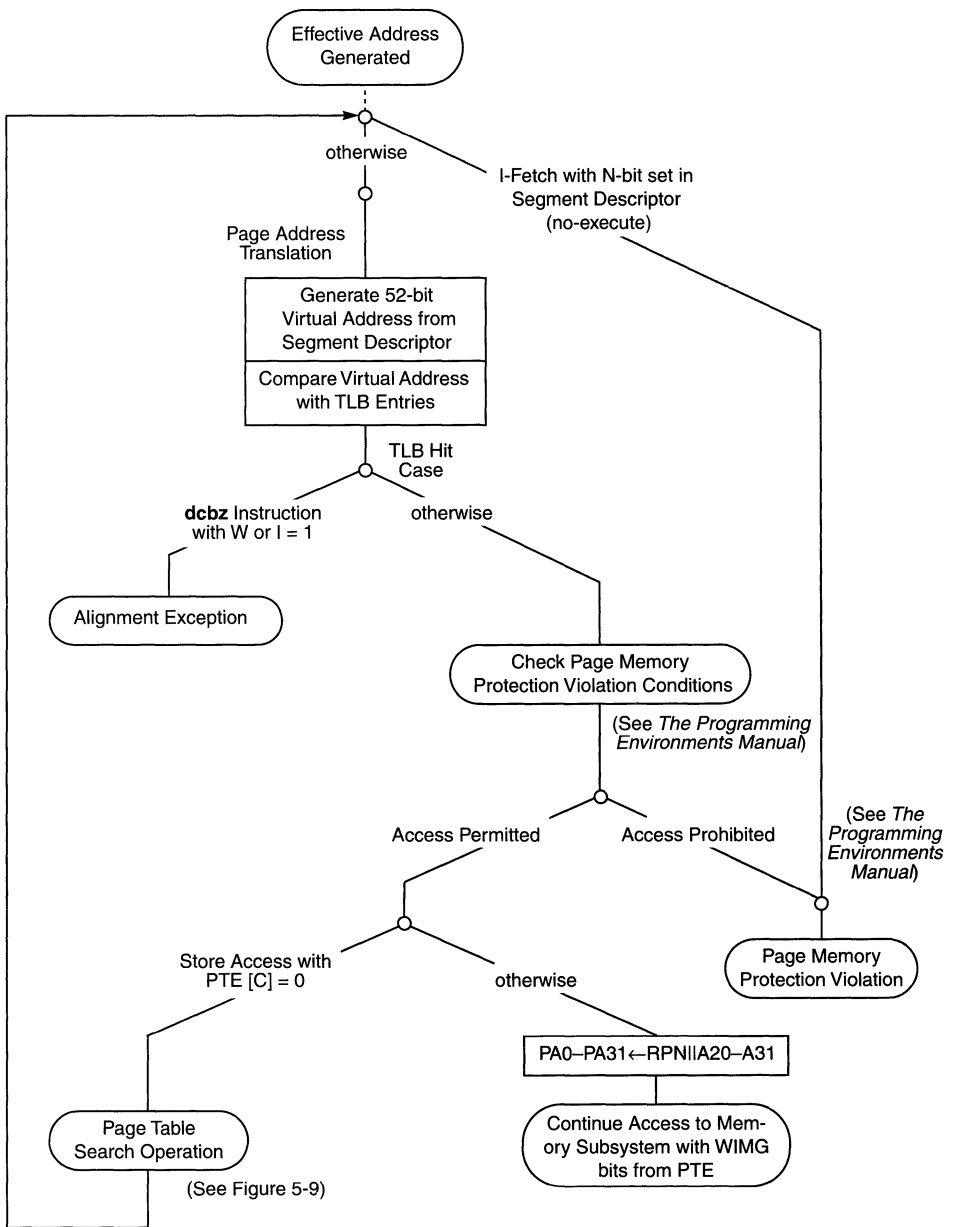 Effective Address
Generated
otherwise
I-Fetch with N-bit set in
Segment Descriptor
(no-execute)
Page Address
Translation
Generate 52-bit
Virtual Address from
Segment Descriptor
Compare Virtual Address
with TLB Entries
TLB Hit
Case
dcbz Instruction
with W or I = 1
otherwise
Alignment Exception
Check Page Memory
Protection Violation Conditions
(See The Programming
Environments Manual)
Access Permitted
Access Prohibited
(See The
Programming
Environments
Manual)
Store Access with
PTE [C] = 0
otherwise
Page Memory
Protection Violation
PA0–PA31←RPN||A20–A31
Continue Access to Mem-
ory Subsystem with WIMG
bits from PTE
Page Table
Search Operation
(See Figure 5-9)